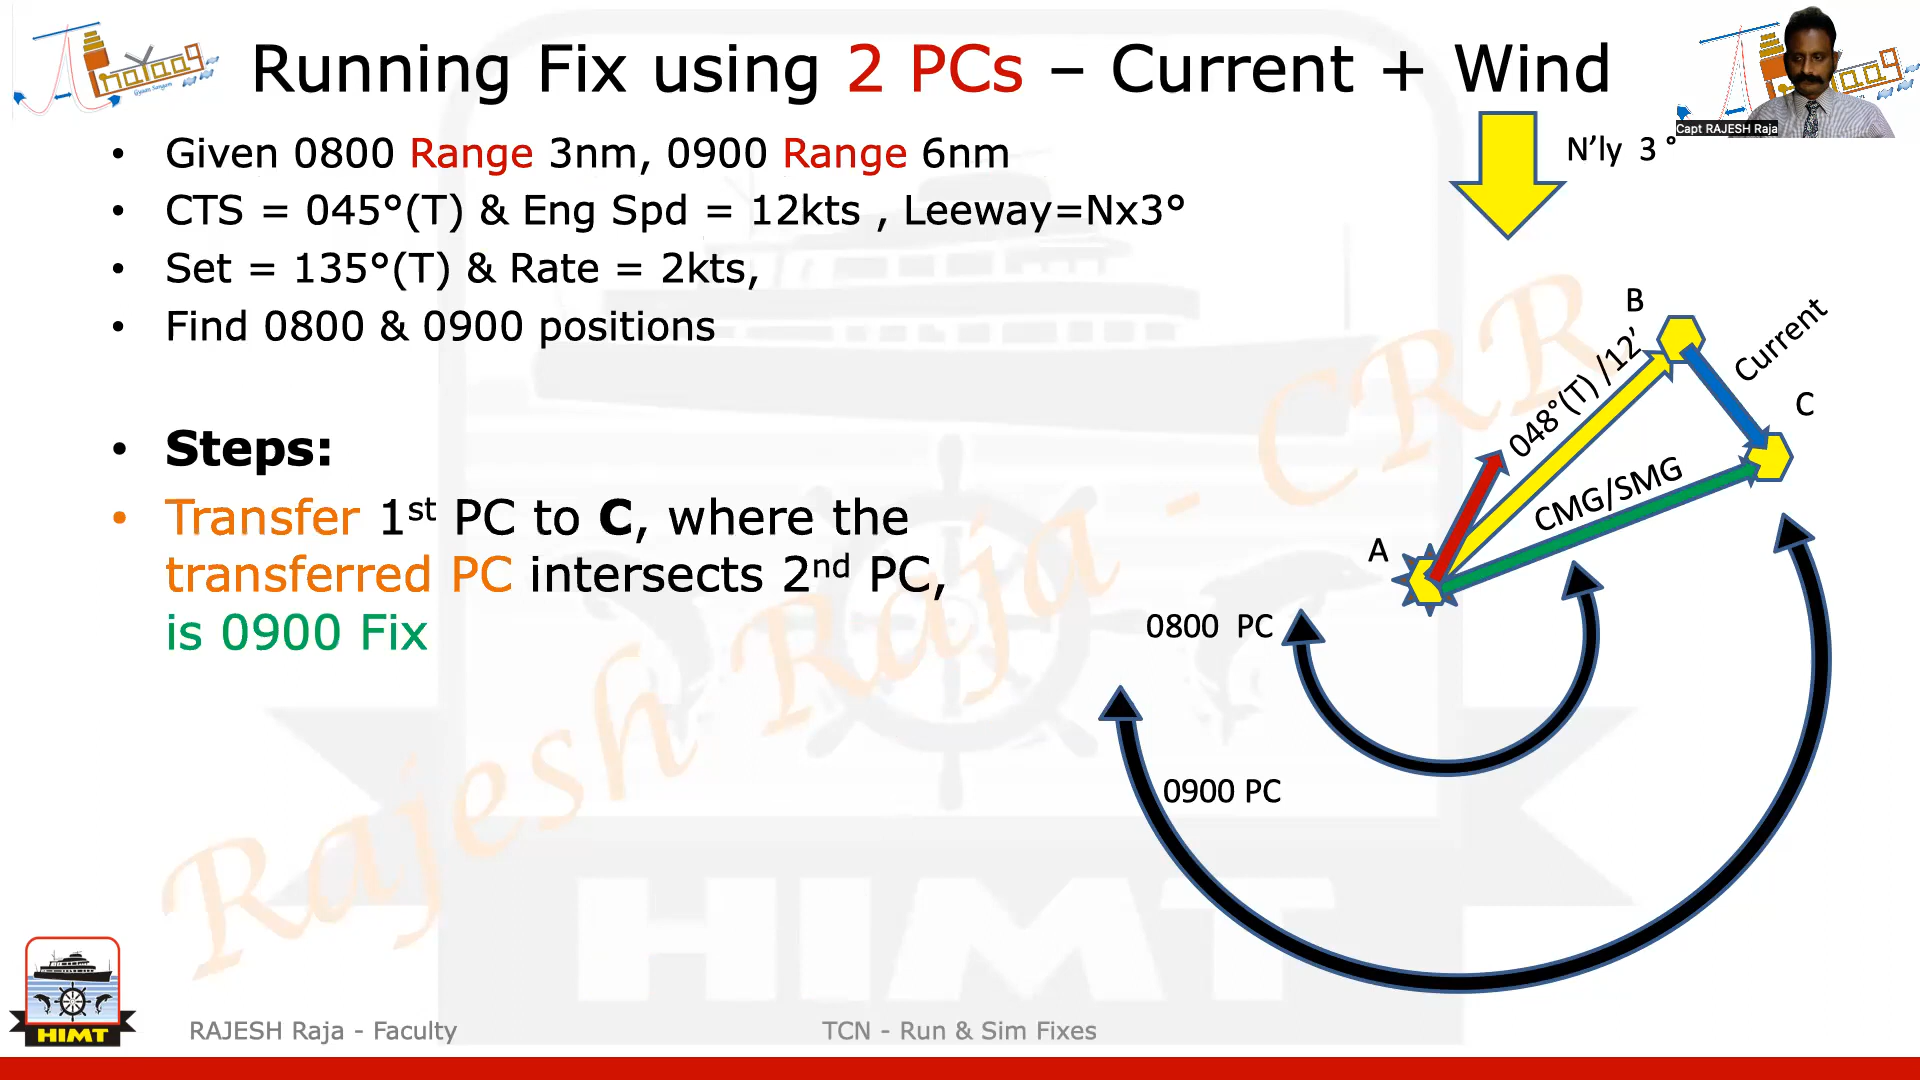 Running Fix using 2 PCs – Current + Wind
Capt RAJESH Raja
N’ly 3 °
• Given 0800 Range 3nm, 0900 Range 6nm
• CTS = 045°(T) & Eng Spd = 12kts , Leeway=Nx3°
• Set = 135°(T) & Rate = 2kts,
• Find 0800 & 0900 positions
• Steps:
• Transfer 1st PC to C, where the
transferred PC intersects 2nd PC,
is 0900 Fix
B
Current
048°(T) /12’
C
CMG/SMG
A
0800 PC
0900 PC
Rajesh Raja - CRR
HIMT
HIMT
RAJESH Raja - Faculty
TCN - Run & Sim Fixes